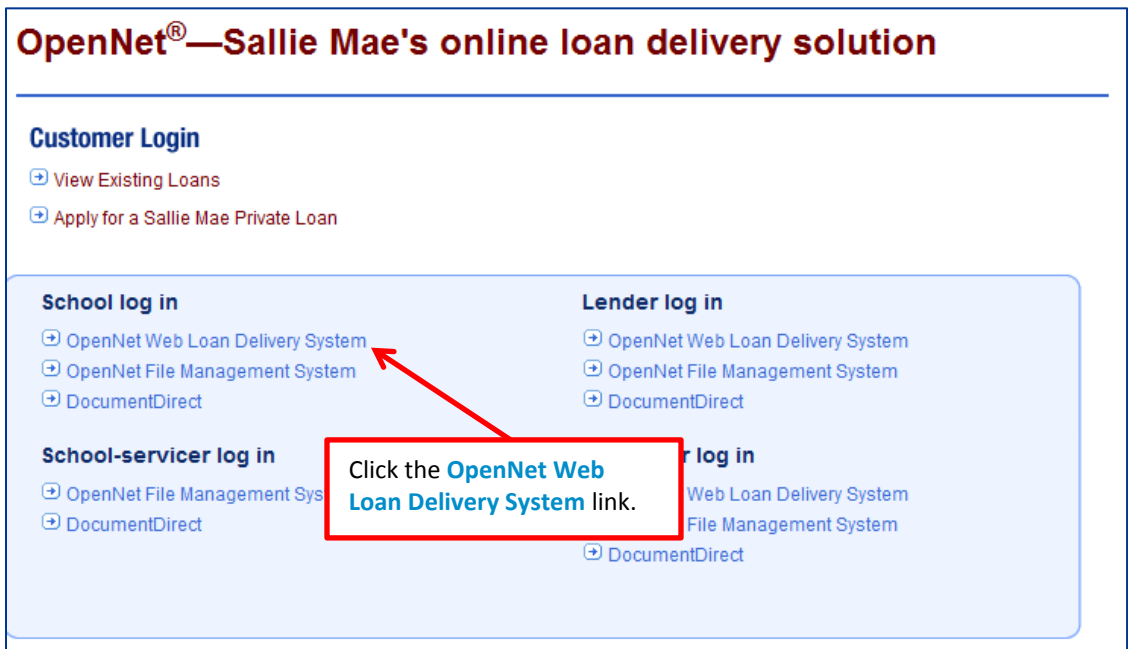 OpenNet®—Sallie Mae's online loan delivery solution
Customer Login
View Existing Loans
Apply for a Sallie Mae Private Loan
School log in
OpenNet Web Loan Delivery System
OpenNet File Management System
DocumentDirect
Lender log in
OpenNet Web Loan Delivery System
OpenNet File Management System
DocumentDirect
School-servicer log in
OpenNet File Management
DocumentDirect
Click the OpenNet Web
Loan Delivery System link.
log in
Web Loan Delivery System
File Management System
DocumentDirect